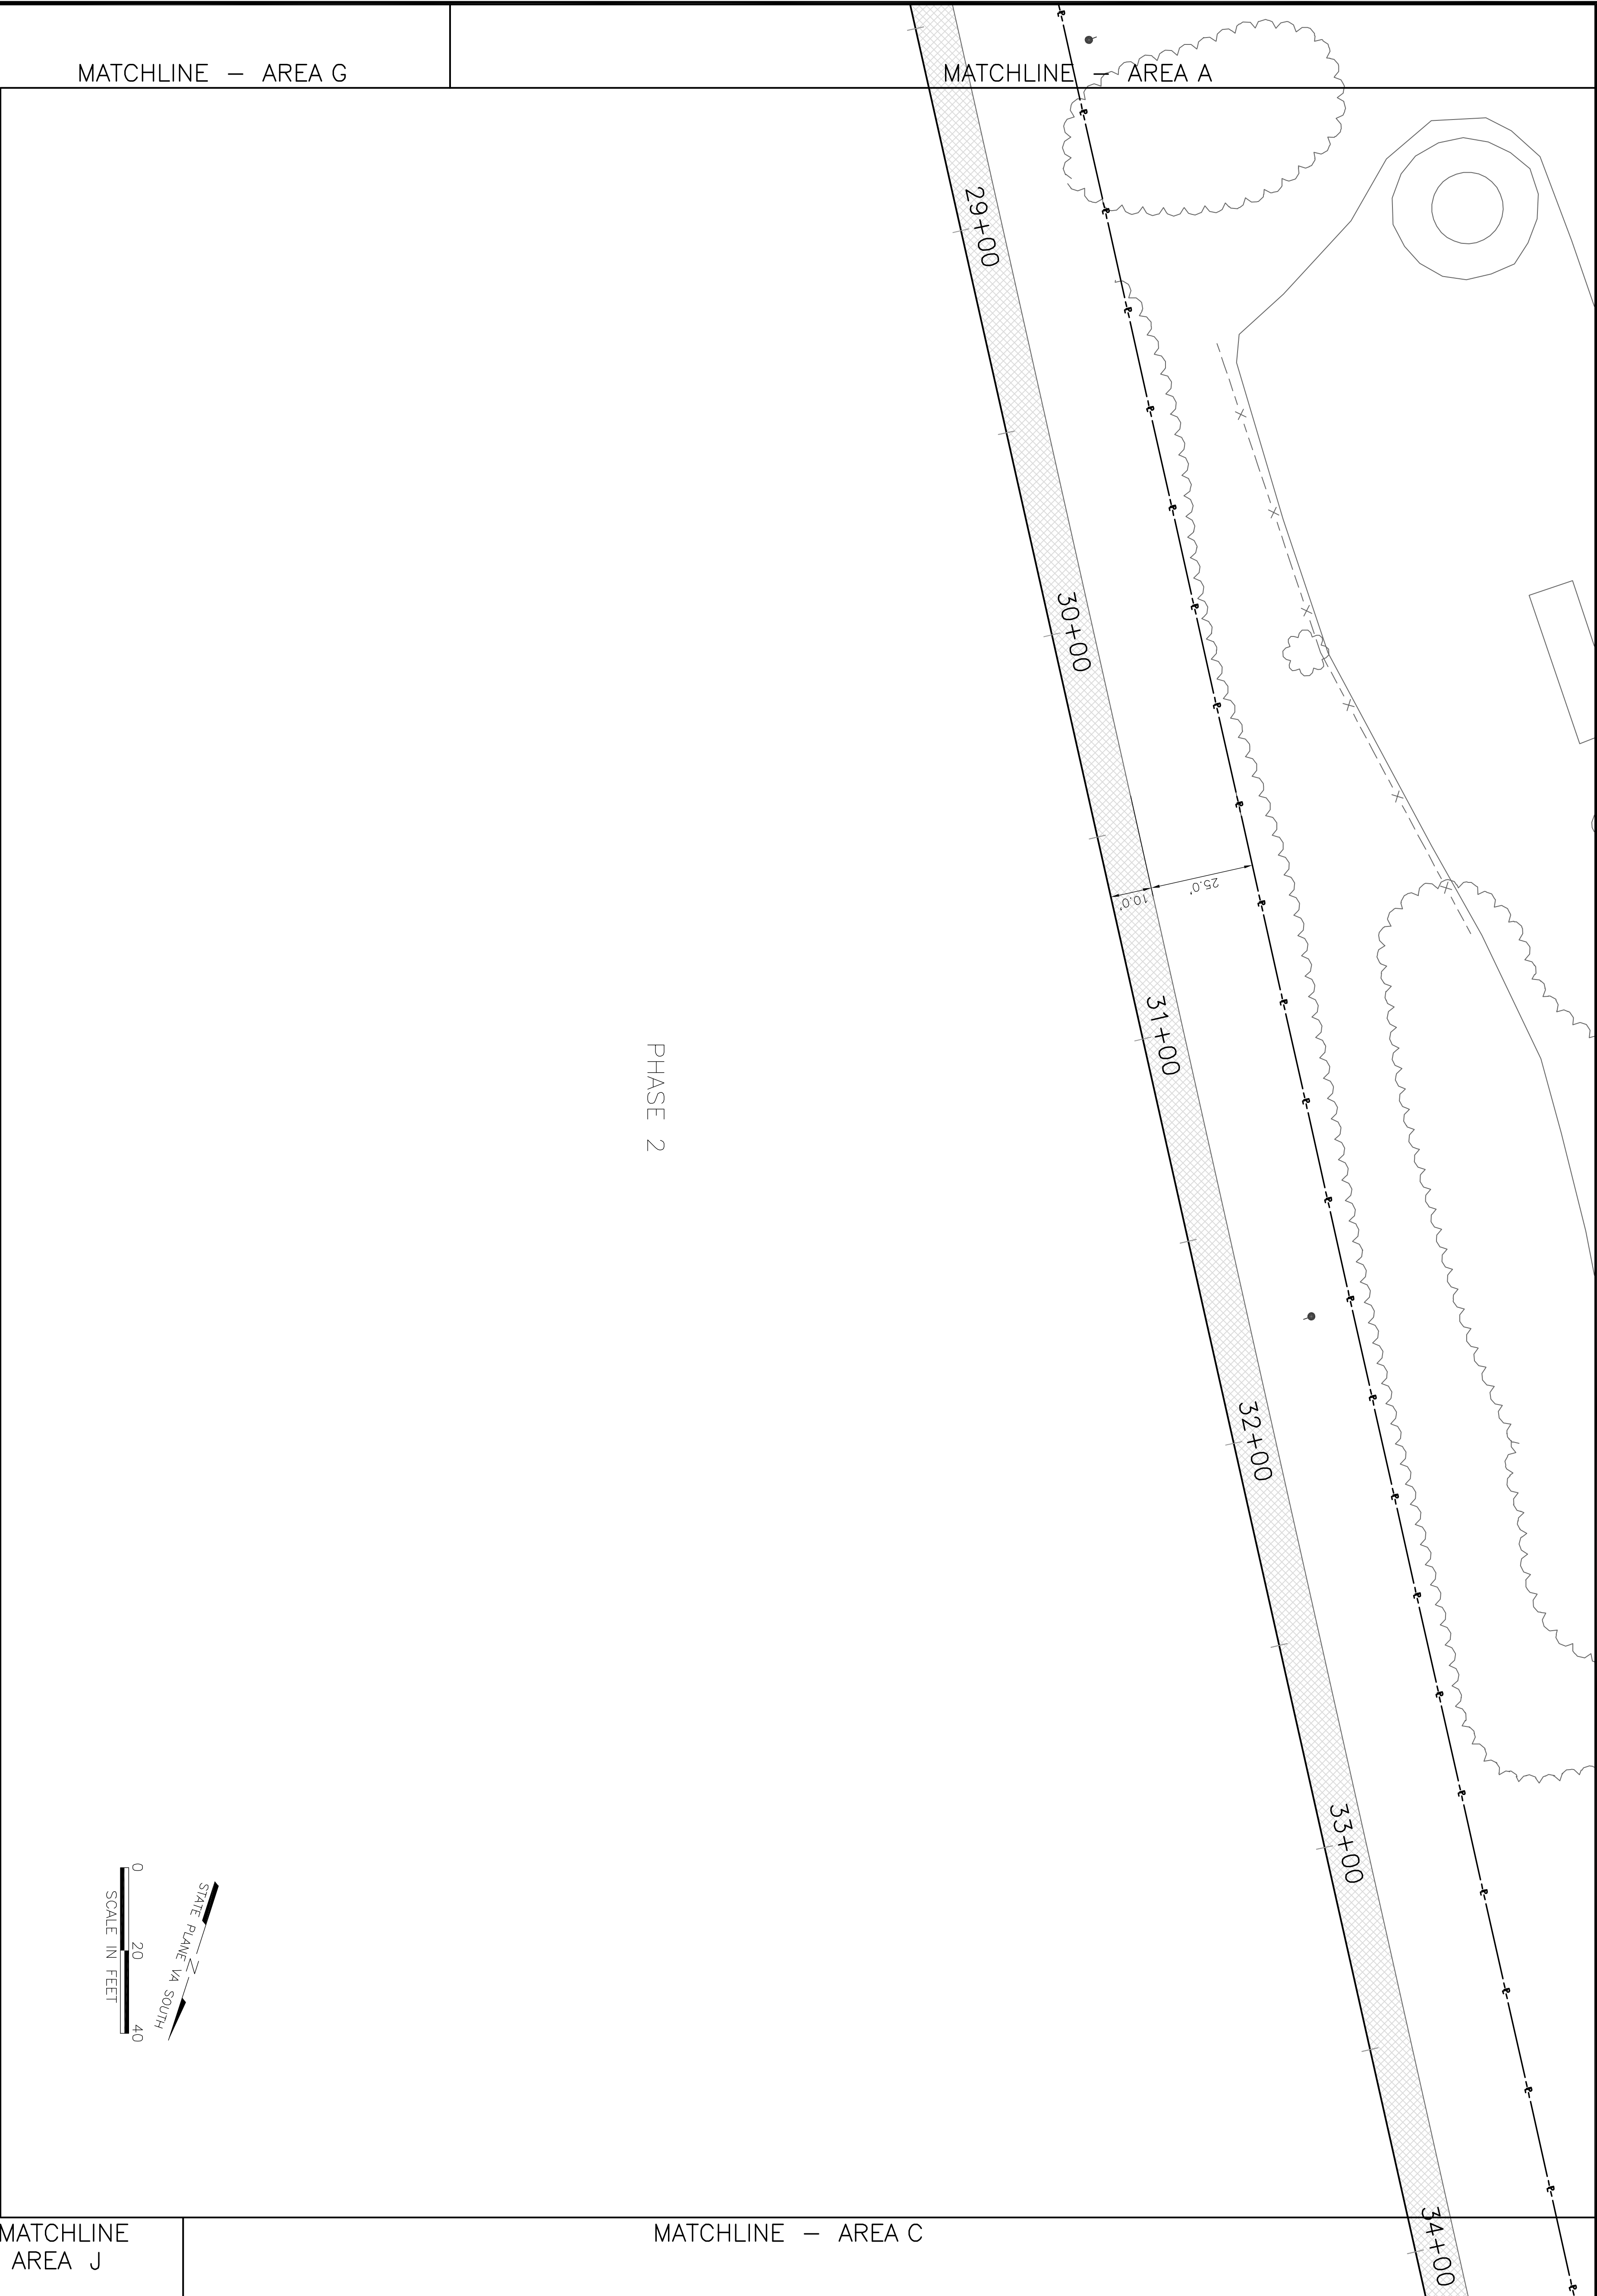 MATCHLINE – AREA G
MATCHLINE – AREA A
29+00
30+00
25.0'
10.0'
31+00
PHASE 2
32+00
33+00
0 20 40
SCALE IN FEET
STATE PLANE VA SOUTH
N
34+00
MATCHLINE
AREA J
MATCHLINE – AREA C